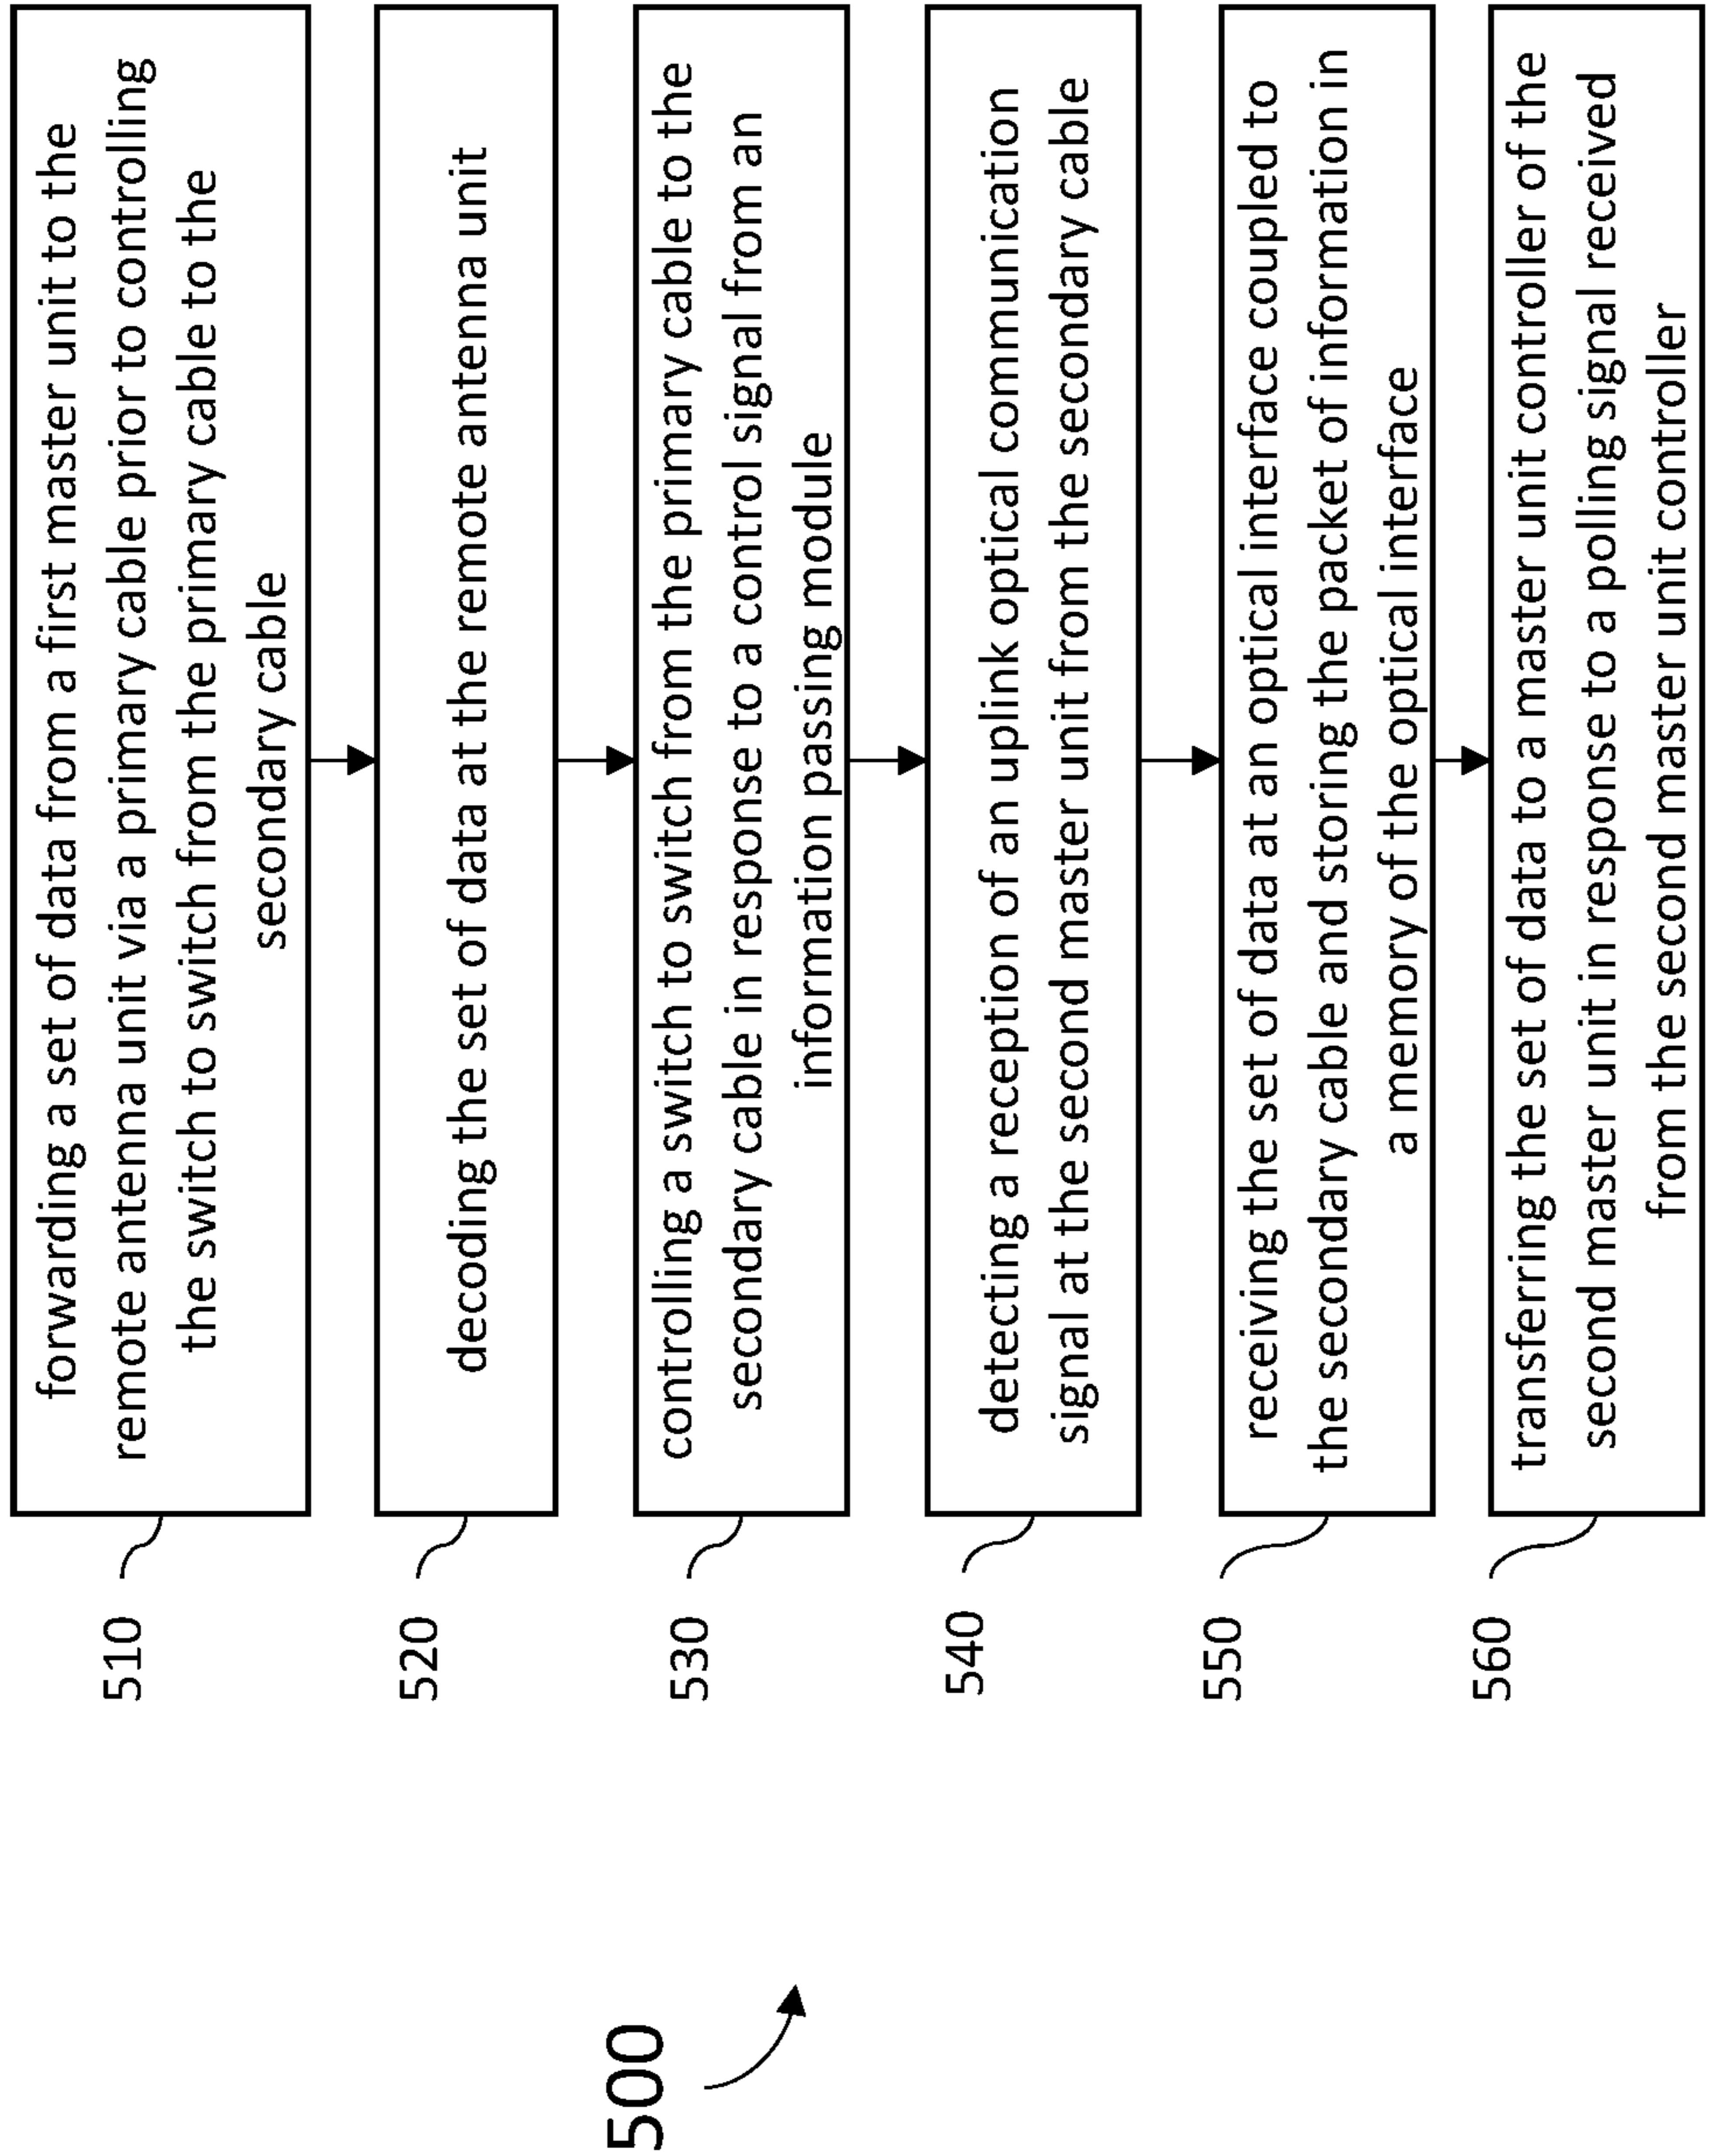 500
510
forwarding a set of data from a first master unit to the
remote antenna unit via a primary cable prior to controlling
the switch to switch from the primary cable to the
secondary cable
520
decoding the set of data at the remote antenna unit
530
controlling a switch to switch from the primary cable to the
secondary cable in response to a control signal from an
information passing module
540
detecting a reception of an uplink optical communication
signal at the second master unit from the secondary cable
550
receiving the set of data at an optical interface coupled to
the secondary cable and storing the packet of information in
a memory of the optical interface
560
transferring the set of data to a master unit controller of the
second master unit in response to a polling signal received
from the second master unit controller